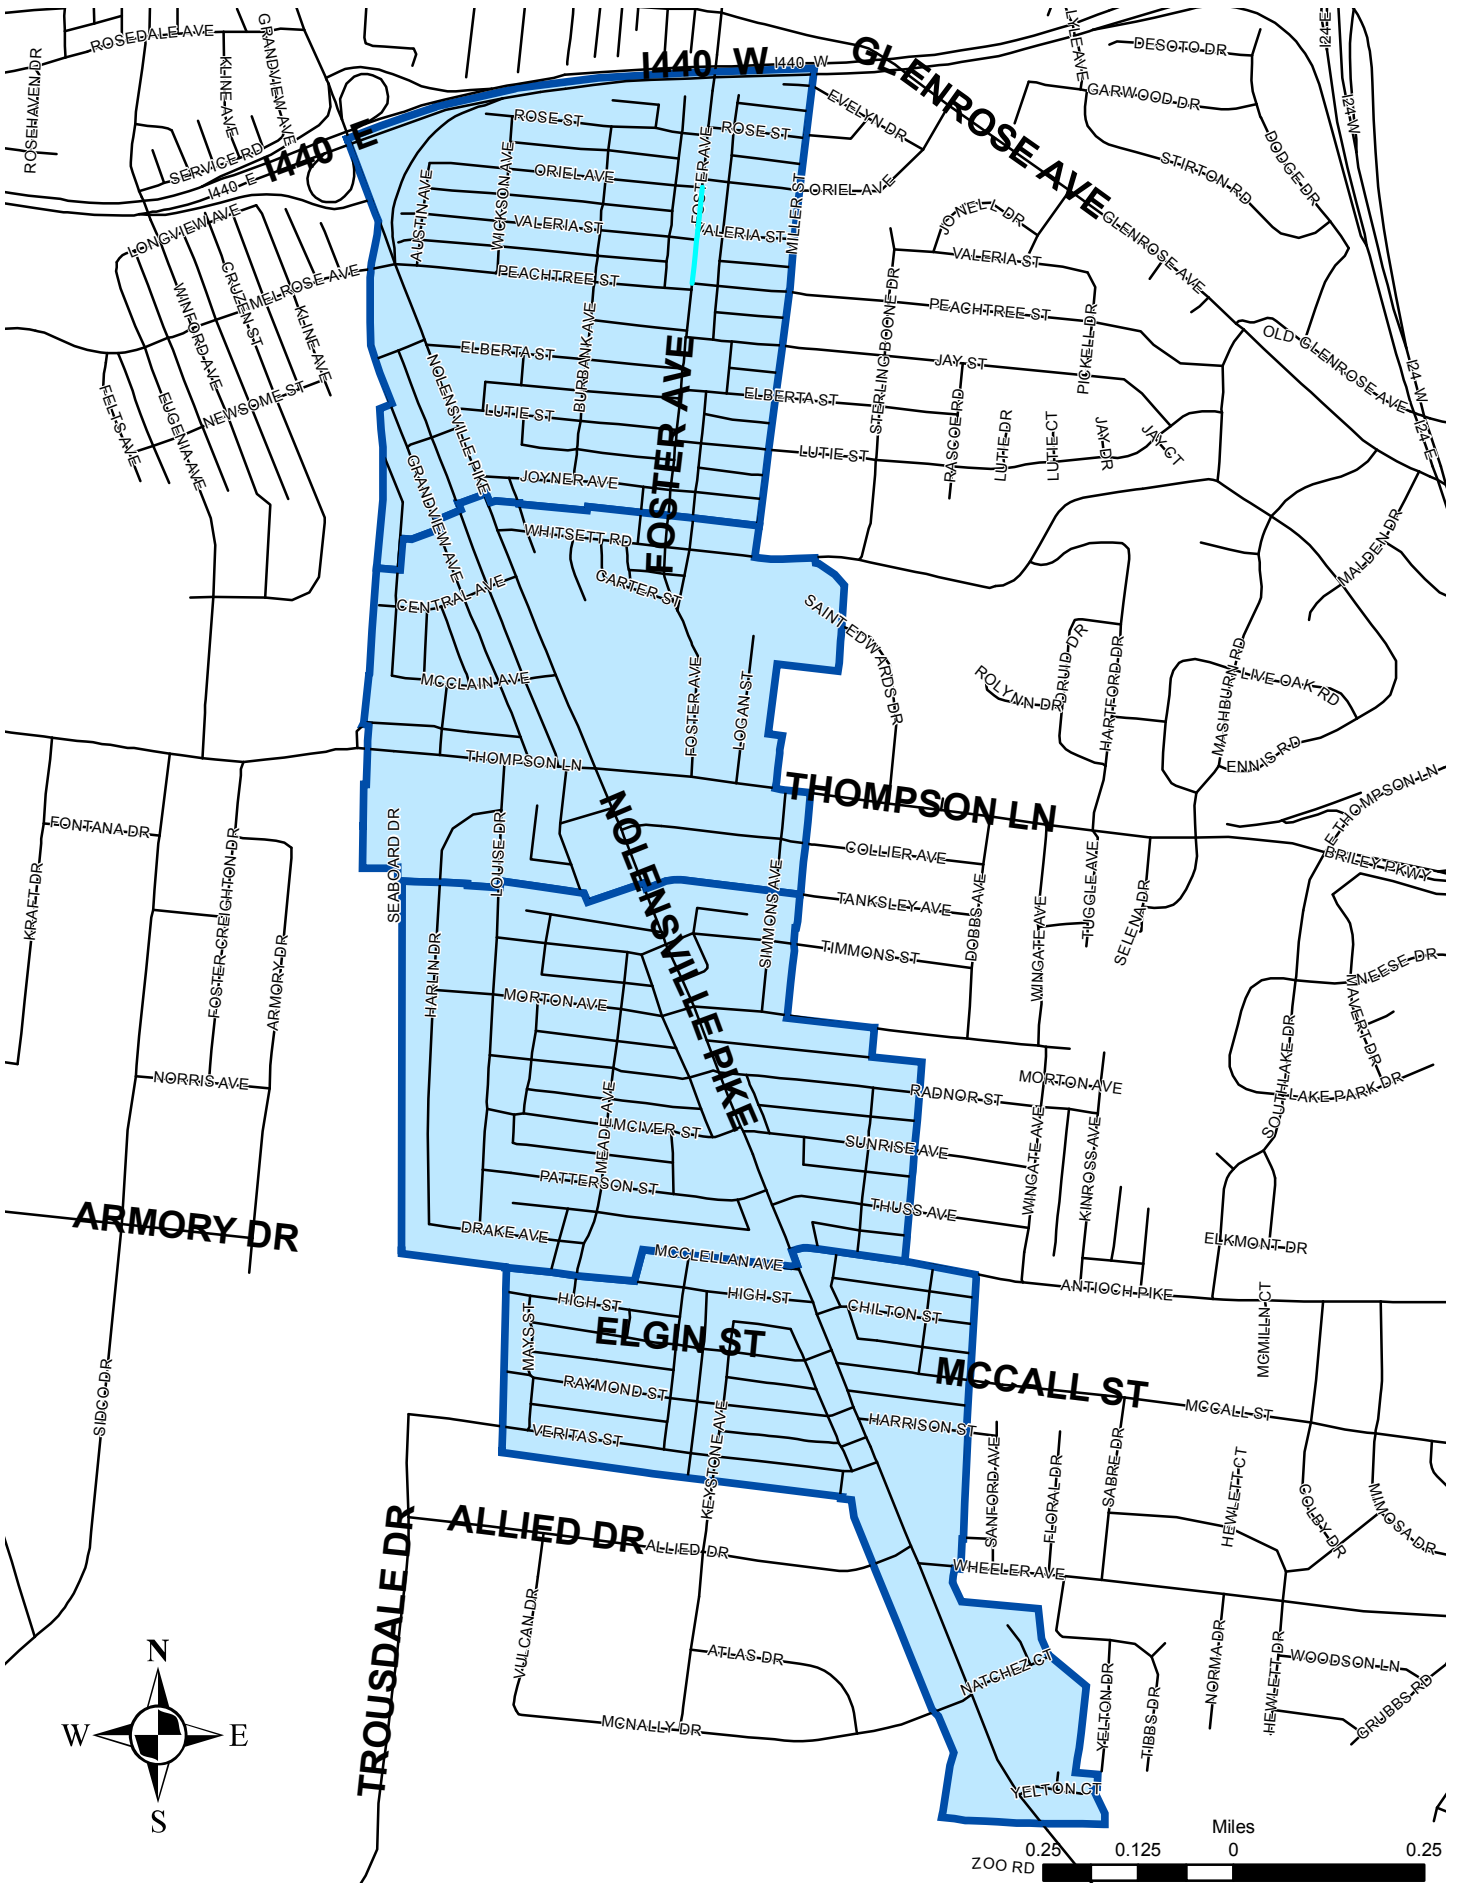 ROSEDALE AVE
ROSEHAVEN DR
KLINE AVE
GRANDVIEW AVE
SERVICE RD
I440 E
I440 E
I440 W
I440 W
GLENROSE AVE
LYLE AVE
DESOTO DR
I24 E
I24 W
GARWOOD DR
STIRTON RD
DODGE DR
EVELYN DR
ROSE ST
ROSE ST
FOSTER AVE
FOSTER AVE
ORIEL AVE
ORIEL AVE
AUSTIN AVE
WICKSON AVE
VALERIA ST
VALERIA ST
MILLER ST
JO NELL DR
VALERIA ST
GLENROSE AVE
LONGVIEW AVE
MELROSE AVE
CRUZEN ST
WINFORD AVE
KLINE AVE
PEACHTREE ST
PEACHTREE ST
STERLING BOONE DR
PICKELL DR
OLD GLENROSE AVE
I24 W
I24 E
ELBERTA ST
BURBANK AVE
FOSTER AVE
ELBERTA ST
JAY ST
NEWSOME ST
FELTS AVE
EUGENIA AVE
NOLENSVILLE PIKE
LUTIE ST
LUTIE ST
RASCOE RD
LUTIE DR
LUTIE CT
JAY DR
JAY CT
GRANDVIEW AVE
JOYNER AVE
WHITSETT RD
CARTER ST
CENTRAL AVE
MALDEN DR
SAINT EDWARDS DR
MCCLAIN AVE
FOSTER AVE
LOGAN ST
ROLYNN DR
DRUID DR
HARTFORD DR
MASHBURN RD
LIVE OAK RD
ENNIS RD
THOMPSON LN
THOMPSON LN
E THOMPSON LN
BRILEY PKWY
FONTANA DR
KRAFT DR
FOSTER CREIGHTON DR
ARMORY DR
SEABOARD DR
LOUISE DR
NOLENSVILLE PIKE
SIMMONS AVE
COLLIER AVE
TANKSLEY AVE
DOBBS AVE
TIMMONS ST
WINGATE AVE
TUGGLE AVE
SELENA DR
HARLIN DR
MORTON AVE
NEESE DR
MAVERT DR
SOUTHLAKE DR
LAKE PARK DR
NORRIS AVE
MEADE AVE
MCIVER ST
RADNOR ST
MORTON AVE
SUNRISE AVE
WINGATE AVE
KINROSS AVE
PATTERSON ST
THUSS AVE
ARMORY DR
DRAKE AVE
ELKMONT DR
MCCLELLAN AVE
ANTIOCH PIKE
HIGH ST
HIGH ST
CHILTON ST
MAYS ST
ELGIN ST
MCMILLN CT
MCCALL ST
MCCALL ST
SIDCO DR
RAYMOND ST
VERITAS ST
KEYSTONE AVE
HARRISON ST
SANFORD AVE
FLORAL DR
SABRE DR
HEWLETT CT
COLBY DR
MIMOSA DR
ALLIED DR
ALLIED DR
TROUSDALE DR
WHEELER AVE
VULCAN DR
ATLAS DR
NATCHEZ CT
MCNALLY DR
YELTON DR
TIBBS DR
NORMA DR
HEWLETT DR
WOODSON LN
GRUBBS RD
YELTON CT
ZOO RD
N
W
E
S
Miles
0.25
0.125
0
0.25